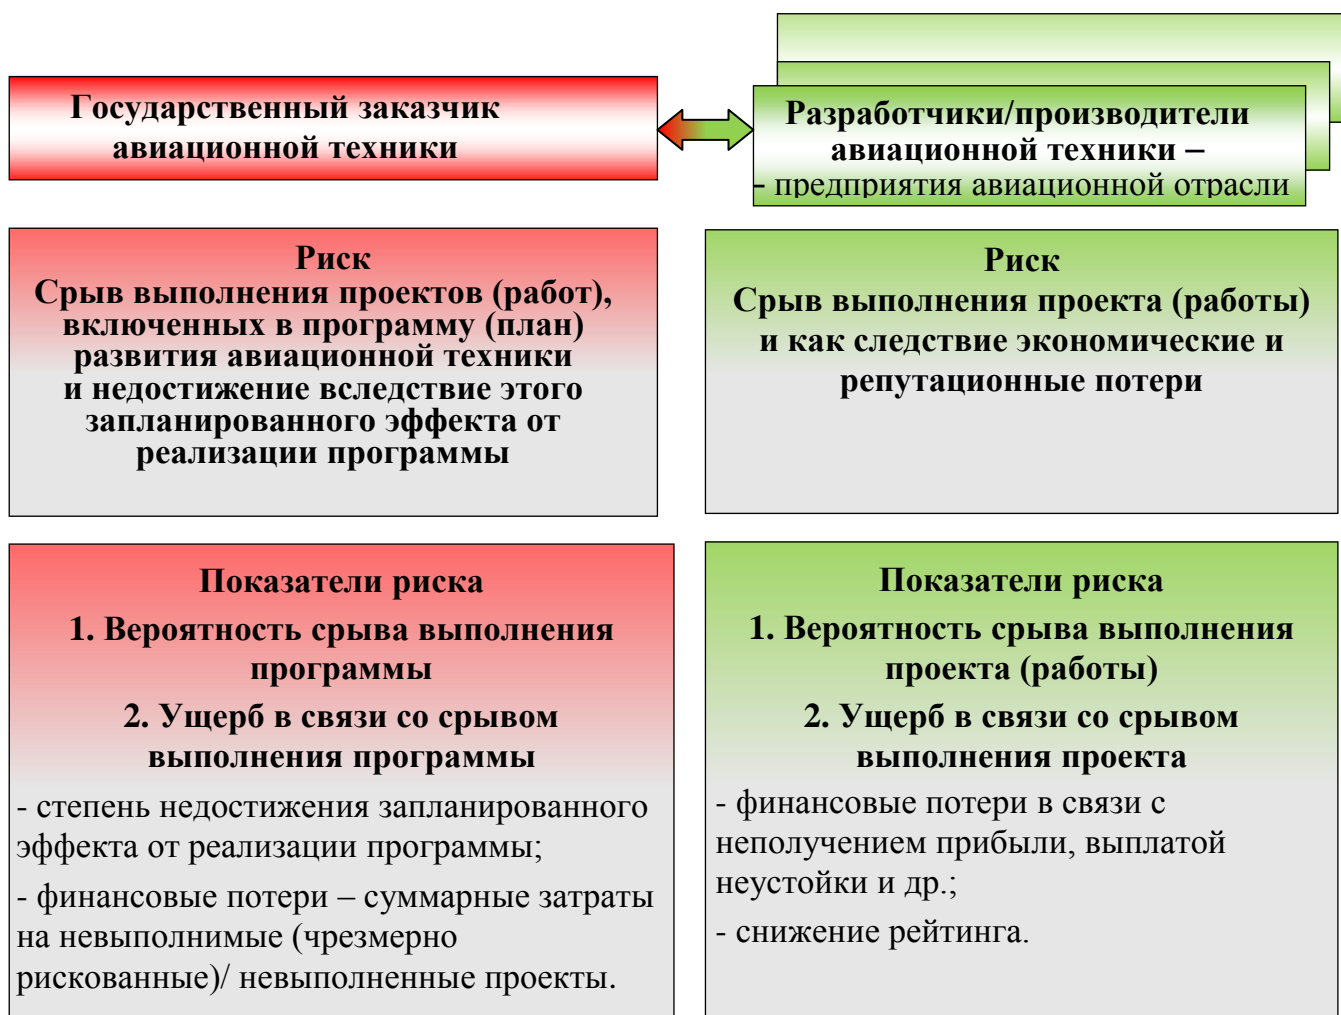 Государственный заказчик
авиационной техники
Разработчики/производители
авиационной техники –
- предприятия авиационной отрасли
Риск
Срыв выполнения проектов (работ),
включенных в программу (план)
развития авиационной техники
и недостижение вследствие этого
запланированного эффекта от
реализации программы
Риск
Срыв выполнения проекта (работы)
и как следствие экономические и
репутационные потери
Показатели риска
1. Вероятность срыва выполнения
программы
2. Ущерб в связи со срывом
выполнения программы
- степень недостижения запланированного
эффекта от реализации программы;
- финансовые потери – суммарные затраты
на невыполнимые (чрезмерно
рискованные)/ невыполненные проекты.
Показатели риска
1. Вероятность срыва выполнения
проекта (работы)
2. Ущерб в связи со срывом
выполнения проекта
- финансовые потери в связи с
неполучением прибыли, выплатой
неустойки и др.;
- снижение рейтинга.